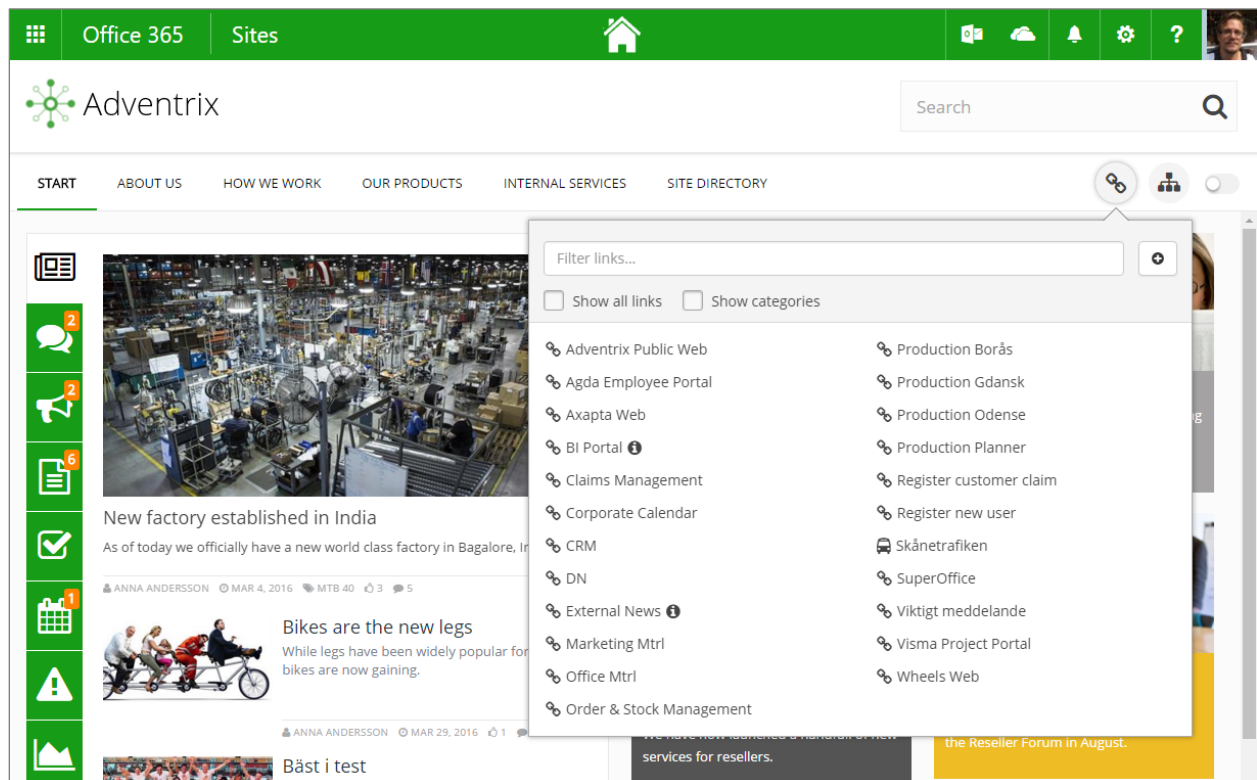 Office 365 Sites
Adventrix
Search
START ABOUT US HOW WE WORK OUR PRODUCTS INTERNAL SERVICES SITE DIRECTORY
Filter links...
Show all links Show categories
Adventrix Public Web
Agda Employee Portal
Axapta Web
BI Portal
Claims Management
Corporate Calendar
CRM
DN
External News
Marketing Mtrl
Office Mtrl
Order & Stock Management
Production Borås
Production Gdansk
Production Odense
Production Planner
Register customer claim
Register new user
Skånetrafiken
SuperOffice
Viktigt meddelande
Visma Project Portal
Wheels Web
2
2
6
1
New factory established in India
As of today we officially have a new world class factory in Bagalore,
ANNA ANDERSSON MAR 4, 2016 MTB 40 3 5
Bikes are the new legs
While legs have been widely popular for
bikes are now gaining.
ANNA ANDERSSON MAR 29, 2016 1
Bäst i test
We have now launched a handful of new
services for resellers.
the Reseller Forum in August.